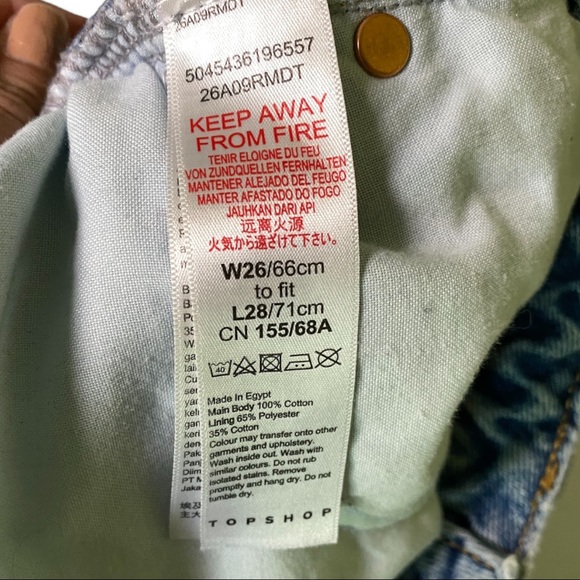 26A09RMDT
5045436196557
26A09RMDT
KEEP AWAY
FROM FIRE
TENIR ELOIGNE DU FEU
VON ZUNDQUELLEN FERNHALTEN
MANTENER ALEJADO DEL FEUGO
MANTER AFASTADO DO FOGO
JAUHKAN DARI API
远离火源
火気から遠ざけて下さい。
W26/66cm
to fit
L28/71cm
CN 155/68A
40
Made In Egypt
Main Body 100% Cotton
Lining 65% Polyester
35% Cotton
Colour may transfer onto other
garments and upholstery.
Wash inside out. Wash with
similar colours. Do not rub
isolated stains. Remove
promptly and hang dry. Do not
tumble dry.
TOPSHOP